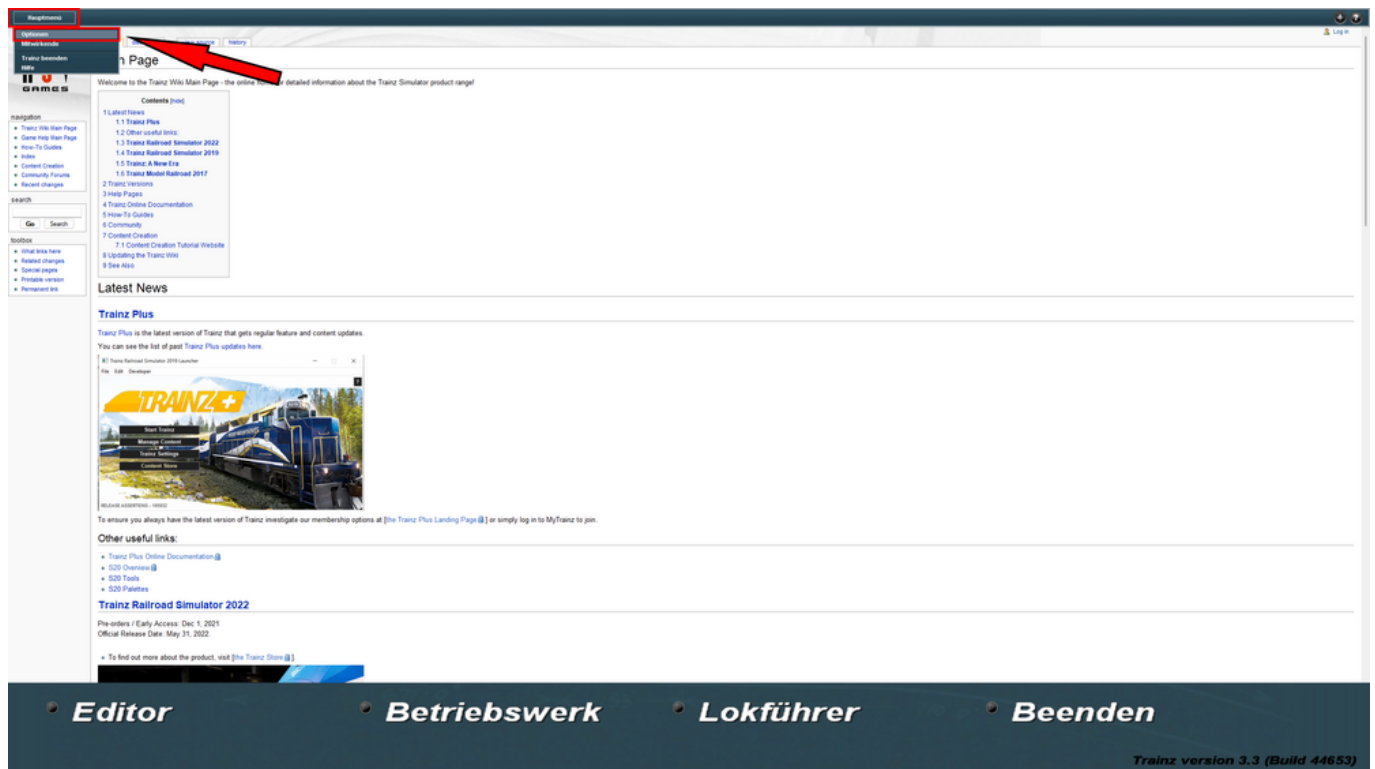 Hauptmenü
Optionen
Mitwirkende
Trainz beenden
Hilfe
Log in
history
GAMES
Page
Welcome to the Trainz Wiki Main Page - the online detailed information about the Trainz Simulator product range!
Contents [hide]
1 Latest News
1.1 Trainz Plus
1.2 Other useful links:
1.3 Trainz Railroad Simulator 2022
1.4 Trainz Railroad Simulator 2019
1.5 Trainz: A New Era
1.6 Trainz Model Railroad 2017
2 Trainz Versions
3 Help Pages
4 Trainz Online Documentation
5 How-To Guides
6 Community
7 Content Creation
7.1 Content Creation Tutorial Website
8 Updating the Trainz Wiki
9 See Also
navigation
Trainz Wiki Main Page
Game Help Main Page
How-To Guides
Index
Content Creation
Community Forums
Recent changes
search
Go Search
toolbox
What links here
Related changes
Special pages
Printable version
Permanent link
Latest News
Trainz Plus
Trainz Plus is the latest version of Trainz that gets regular feature and content updates.
You can see the list of past Trainz Plus updates here.
Trainz Railroad Simulator 2019 Launcher
File Edit Developer
TRAINZ+
Start Trainz
Manage Content
Trainz Settings
Content Store
To ensure you always have the latest version of Trainz investigate our membership options at [the Trainz Plus Landing Page] or simply log in to MyTrainz to join.
Other useful links:
Trainz Plus Online Documentation
S20 Overview
S20 Tools
S20 Palettes
Trainz Railroad Simulator 2022
Pre-orders / Early Access: Dec 1, 2021
Official Release Date: May 31, 2022.
To find out more about the product, visit [the Trainz Store].
Editor
Betriebswerk
Lokführer
Beenden
Trainz version 3.3 (Build 44653)